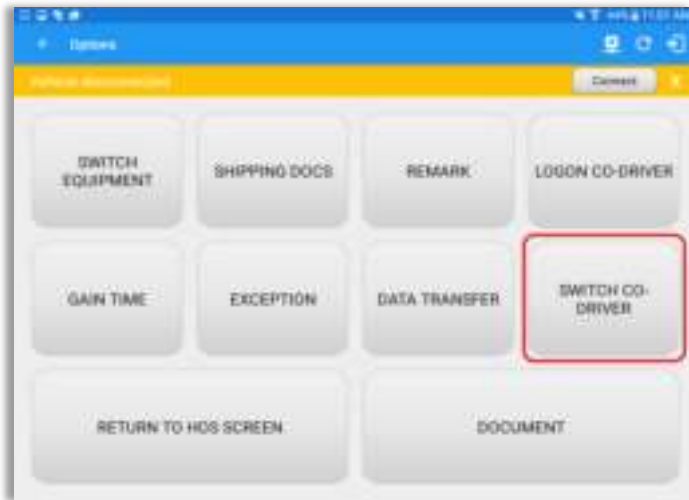 Options
Connect
SWITCH
EQUIPMENT
SHIPPING DOCS
REMARK
LOGON CO-DRIVER
GAIN TIME
EXCEPTION
DATA TRANSFER
SWITCH CO-
DRIVER
RETURN TO HOS SCREEN
DOCUMENT